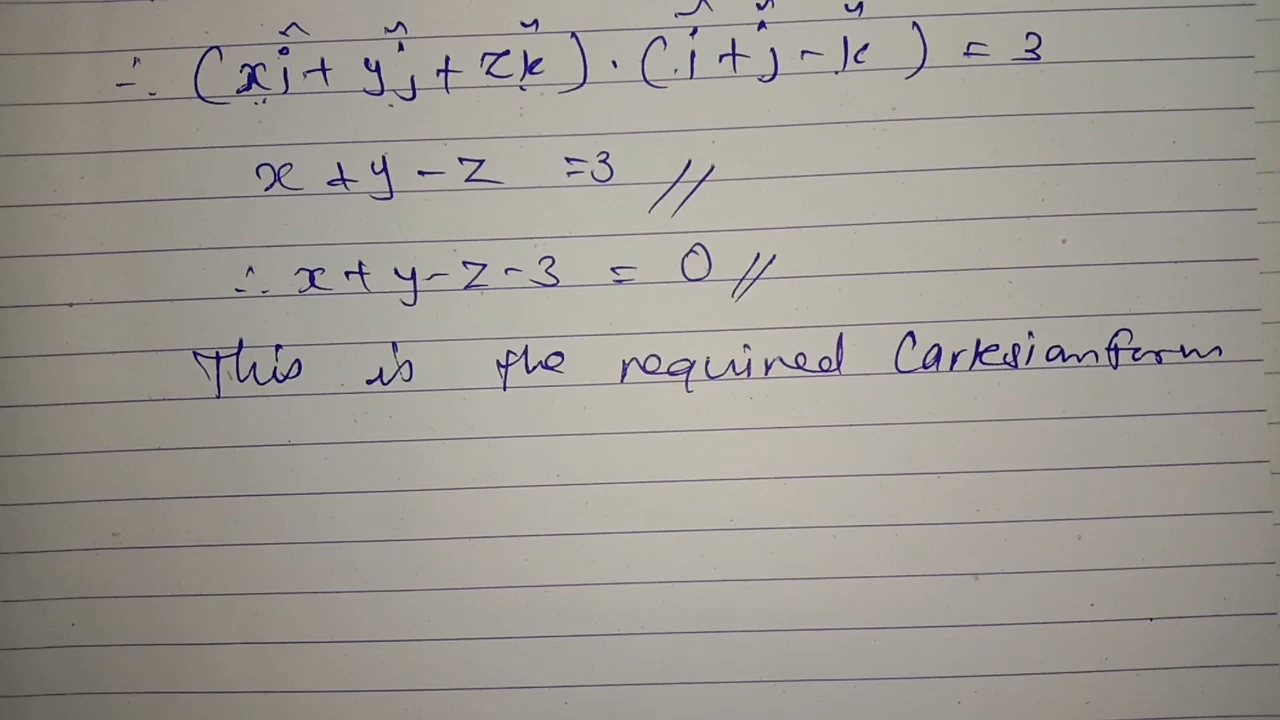 ∴ (xî + yĵ + zk̂) · (î + ĵ - k̂) = 3
x + y - z = 3 //
∴ x + y - z - 3 = 0 //
This is the required Cartesian form